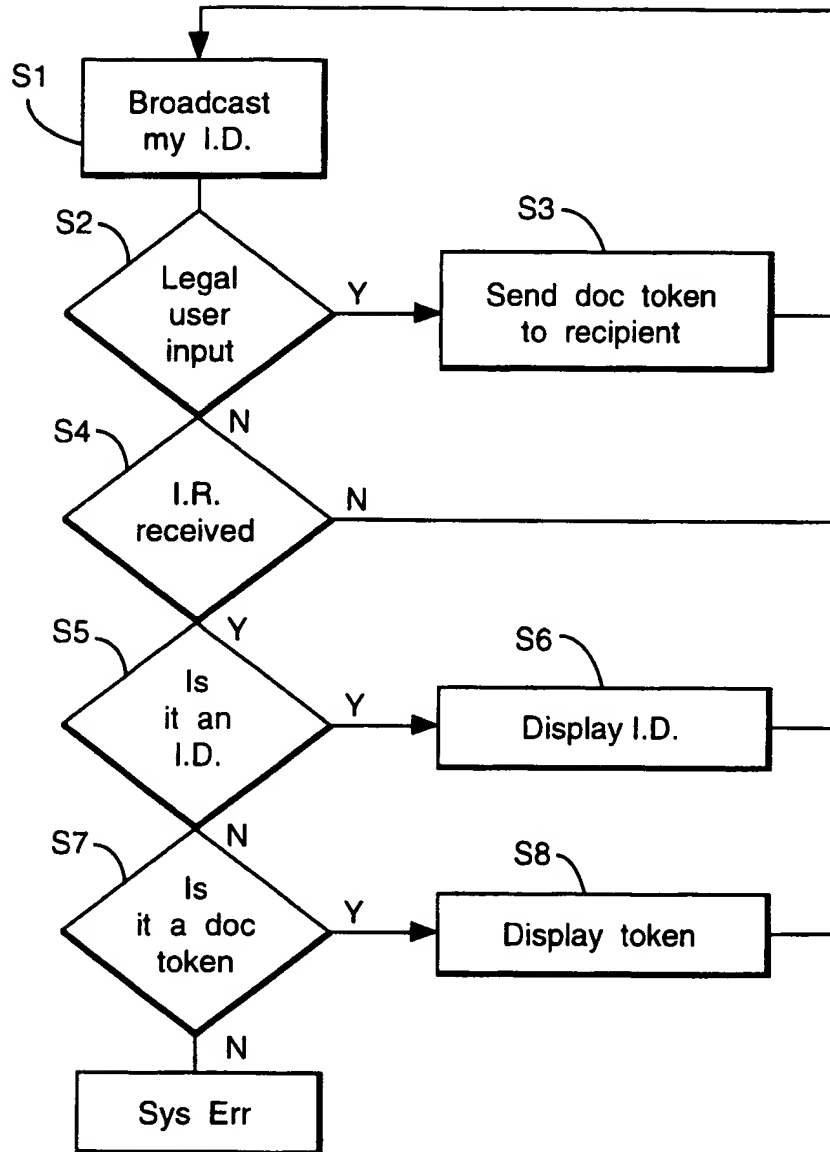 S1
Broadcast
my I.D.
S2
Legal
user
input
Y
S3
Send doc token
to recipient
N
S4
I.R.
received
N
Y
S5
Is
it an
I.D.
Y
S6
Display I.D.
N
S7
Is
it a doc
token
Y
S8
Display token
N
Sys Err